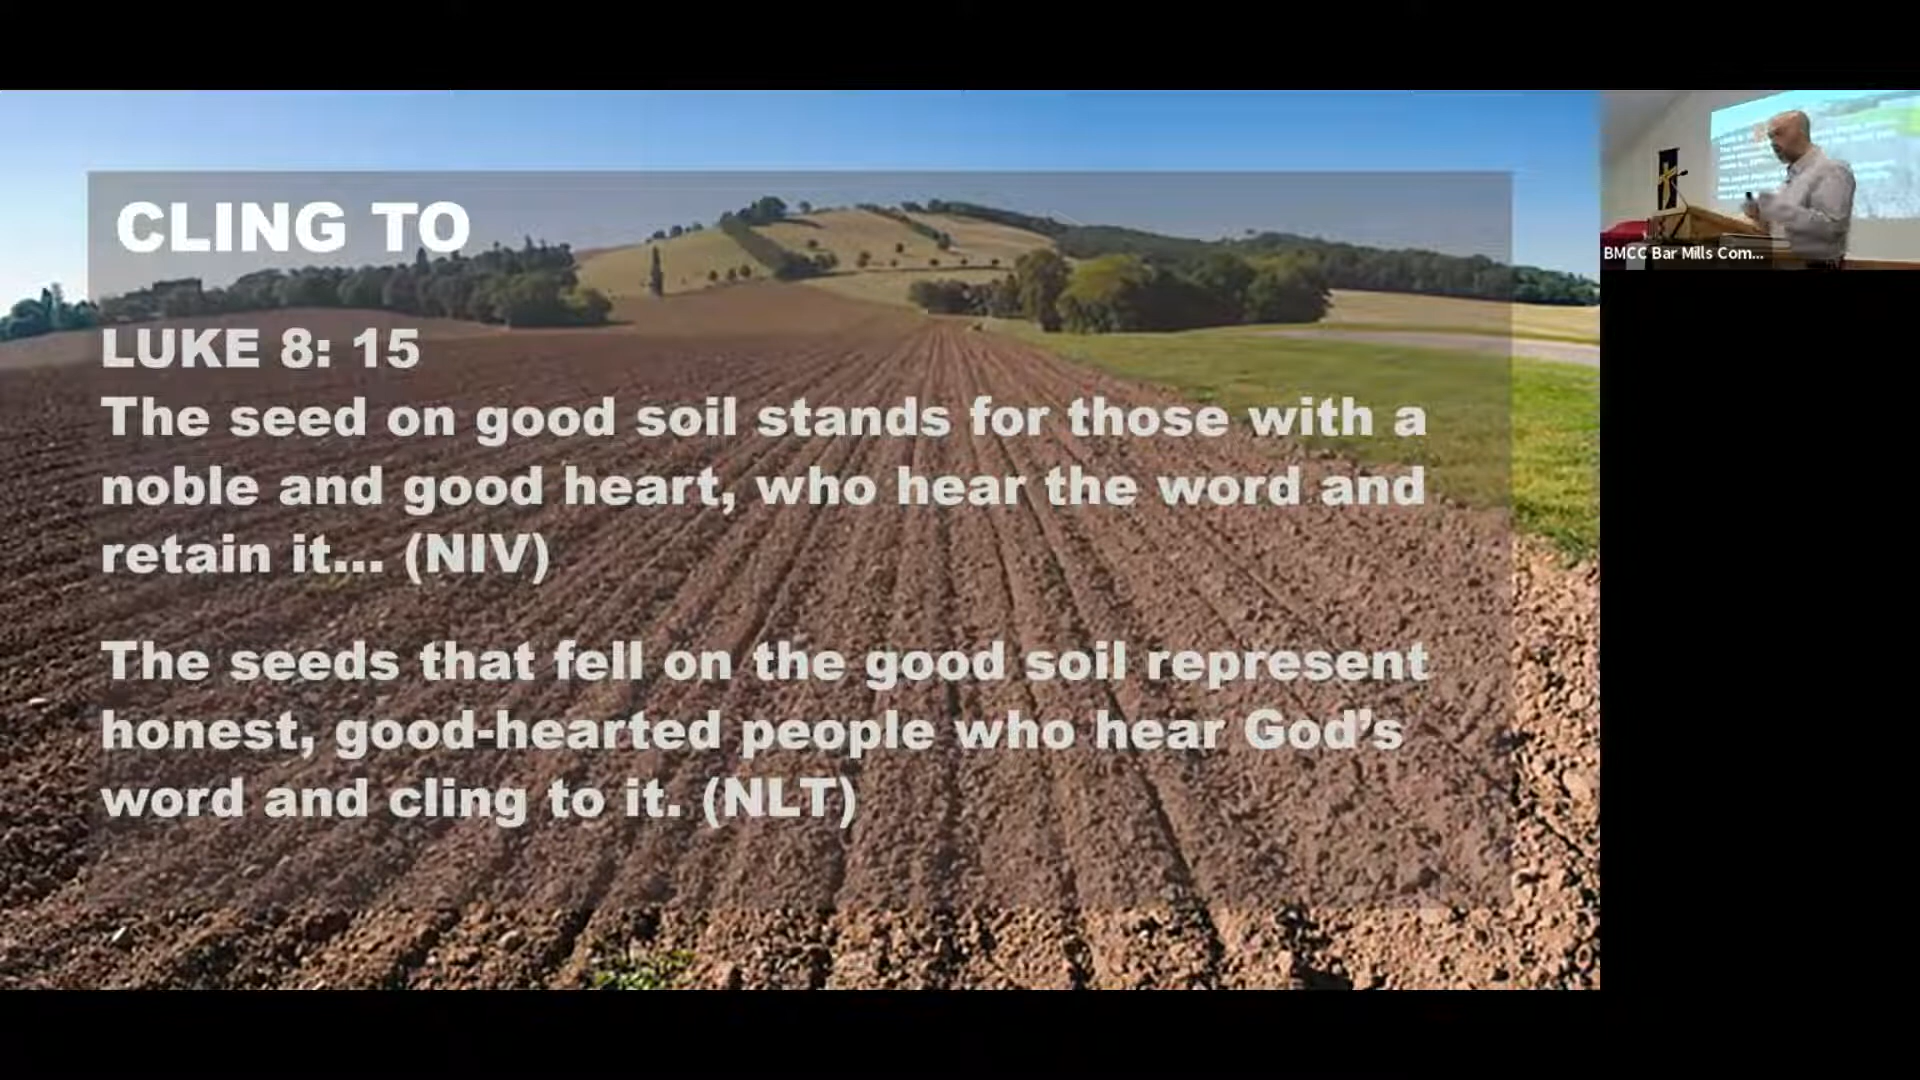 CLING TO
LUKE 8: 15
The seed on good soil stands for those with a
noble and good heart, who hear the word and
retain it... (NIV)
The seeds that fell on the good soil represent
honest, good-hearted people who hear God’s
word and cling to it. (NLT)
BMCC Bar Mills Com...